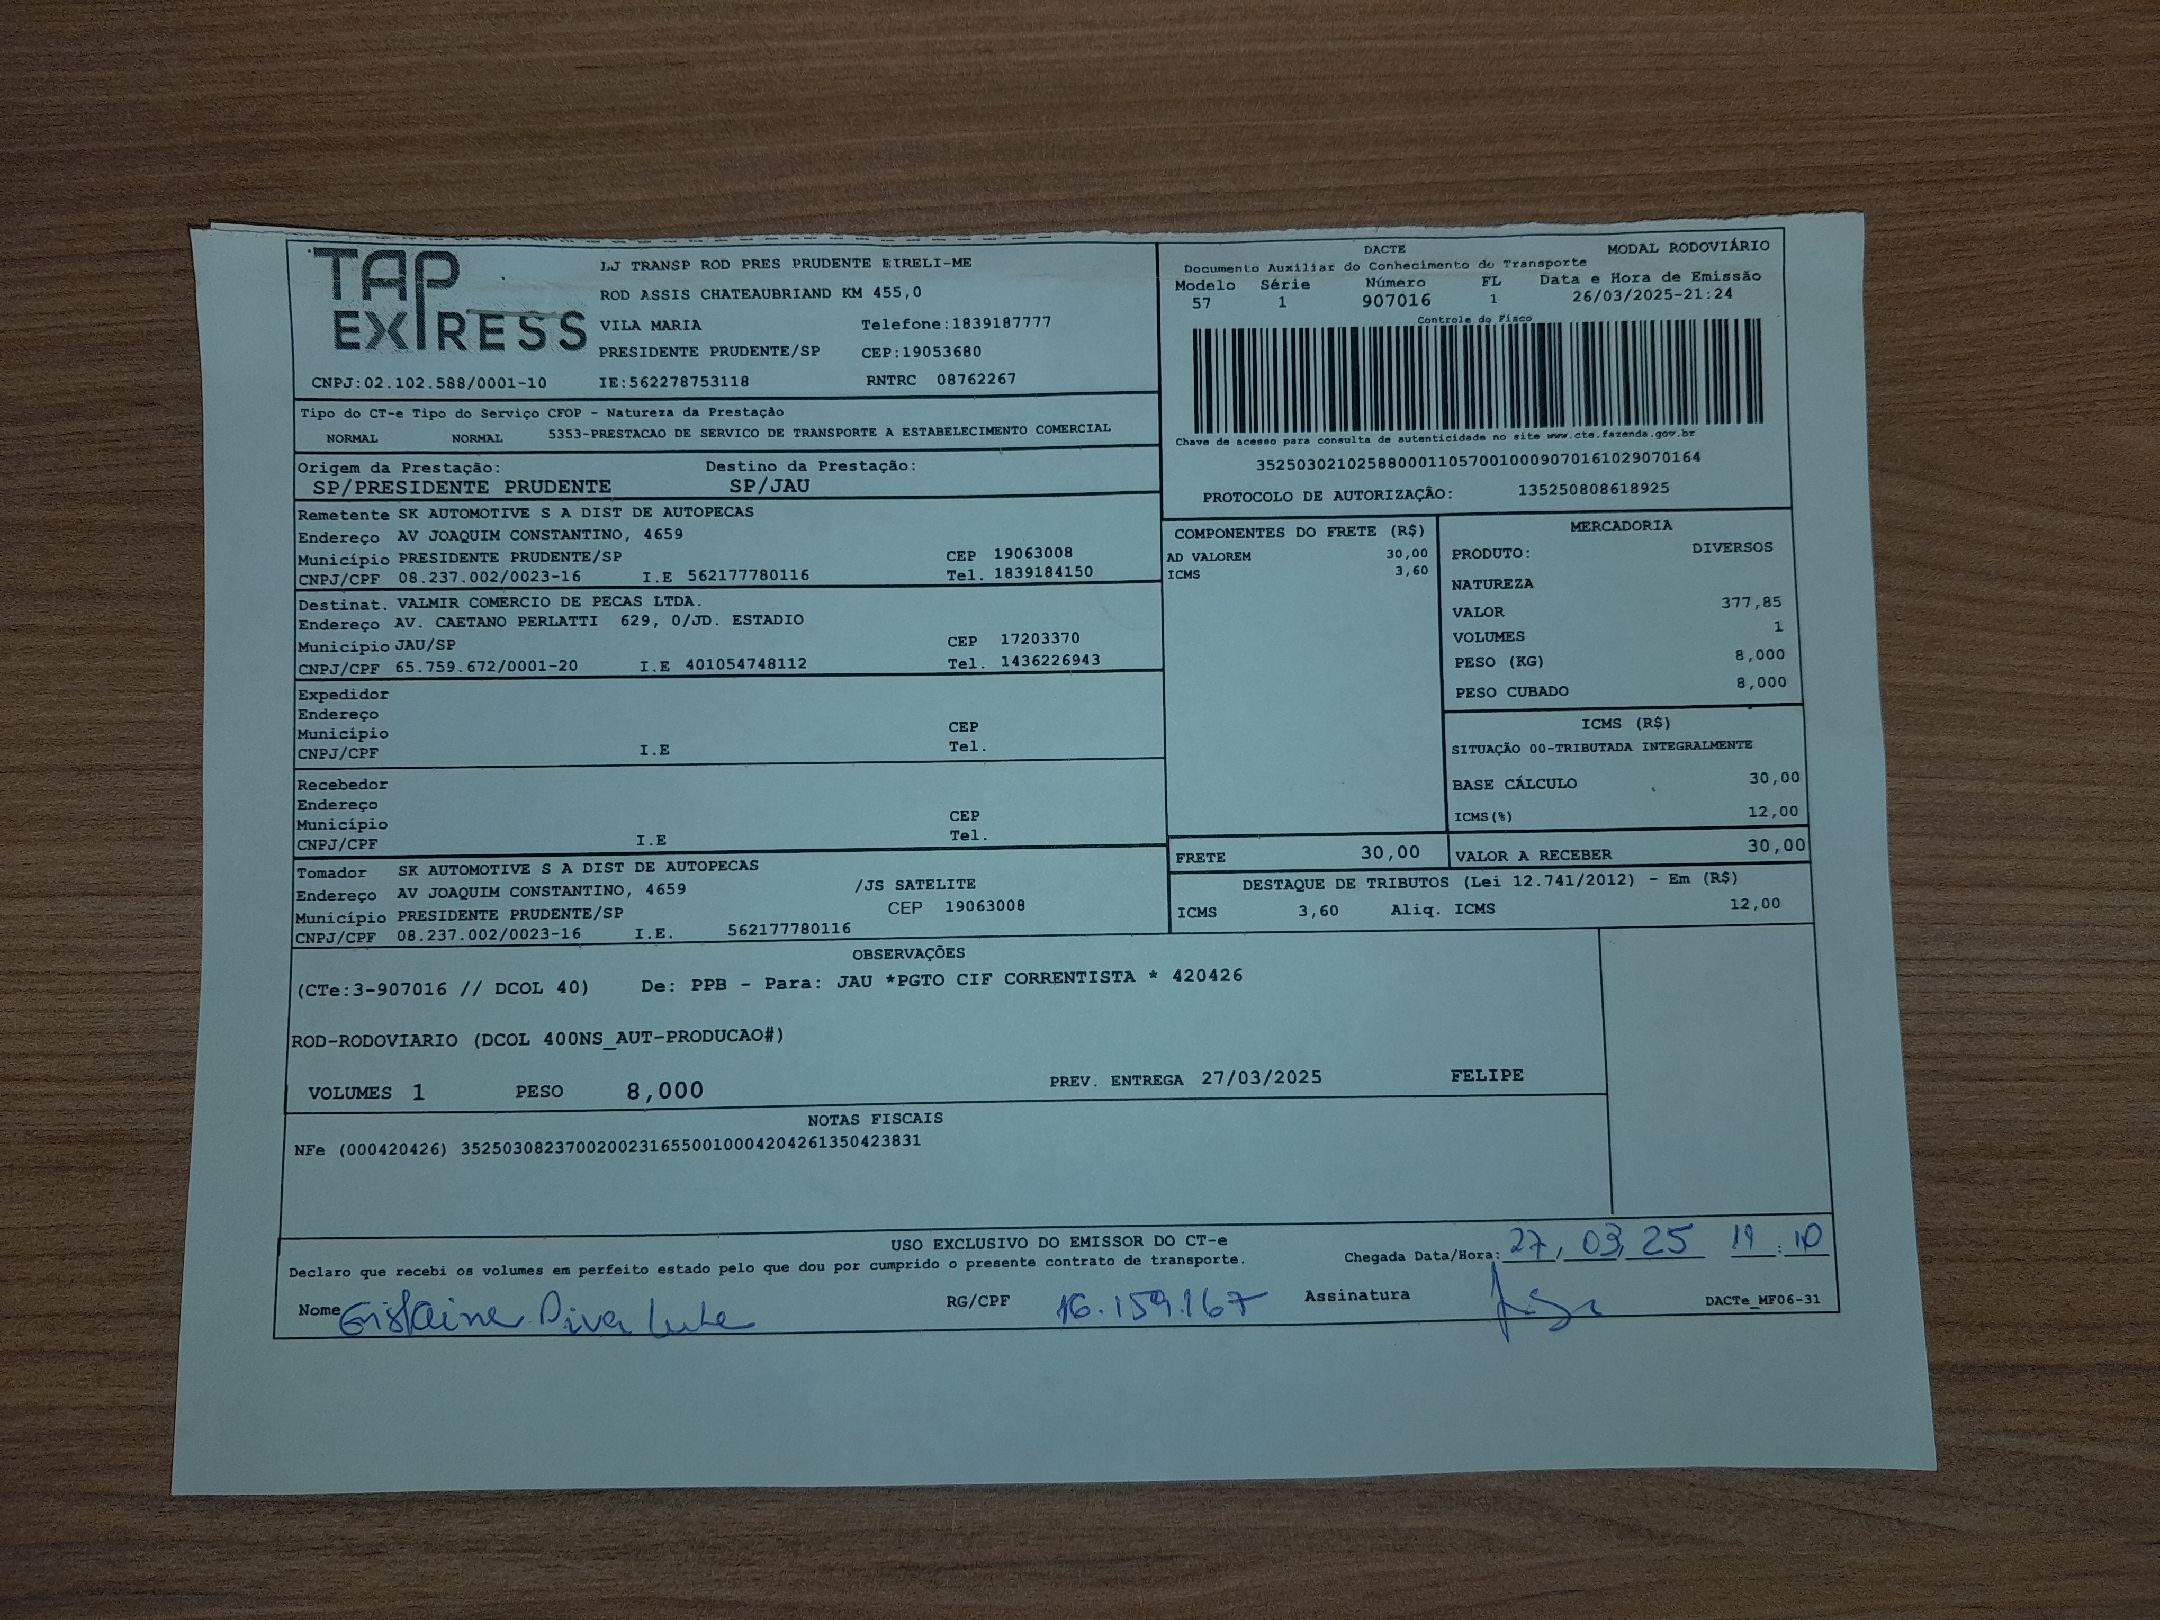 TAP EXPRESS
LJ TRANSP ROD PRES PRUDENTE EIRELI-ME
ROD ASSIS CHATEAUBRIAND KM 455,0
VILA MARIA Telefone:1839187777
PRESIDENTE PRUDENTE/SP CEP:19053680
CNPJ:02.102.588/0001-10 IE:562278753118 RNTRC 08762267
DACTE MODAL RODOVIÁRIO
Documento Auxiliar do Conhecimento de Transporte
Modelo Série Número FL Data e Hora de Emissão
57 1 907016 1 26/03/2025-21:24
Controle do Fisco
Chave de acesso para consulta de autenticidade no site www.cte.fazenda.gov.br
35250302102588000110570010009070161029070164
PROTOCOLO DE AUTORIZAÇÃO: 135250808618925
Tipo do CT-e Tipo do Serviço CFOP - Natureza da Prestação
NORMAL NORMAL 5353-PRESTACAO DE SERVICO DE TRANSPORTE A ESTABELECIMENTO COMERCIAL
Origem da Prestação: Destino da Prestação:
SP/PRESIDENTE PRUDENTE SP/JAU
Remetente SK AUTOMOTIVE S A DIST DE AUTOPECAS
Endereço AV JOAQUIM CONSTANTINO, 4659
Município PRESIDENTE PRUDENTE/SP CEP 19063008
CNPJ/CPF 08.237.002/0023-16 I.E 562177780116 Tel. 1839184150
Destinat. VALMIR COMERCIO DE PECAS LTDA.
Endereço AV. CAETANO PERLATTI 629, 0/JD. ESTADIO
Município JAU/SP CEP 17203370
CNPJ/CPF 65.759.672/0001-20 I.E 401054748112 Tel. 1436226943
Expedidor
Endereço
Município CEP
CNPJ/CPF I.E Tel.
Recebedor
Endereço
Município CEP
CNPJ/CPF I.E Tel.
Tomador SK AUTOMOTIVE S A DIST DE AUTOPECAS
Endereço AV JOAQUIM CONSTANTINO, 4659 /JS SATELITE
Município PRESIDENTE PRUDENTE/SP CEP 19063008
CNPJ/CPF 08.237.002/0023-16 I.E. 562177780116
COMPONENTES DO FRETE (R$)
AD VALOREM 30,00
ICMS 3,60
MERCADORIA
PRODUTO: DIVERSOS
NATUREZA
VALOR 377,85
VOLUMES 1
PESO (KG) 8,000
PESO CUBADO 8,000
ICMS (R$)
SITUAÇÃO 00-TRIBUTADA INTEGRALMENTE
BASE CÁLCULO 30,00
ICMS(%) 12,00
FRETE 30,00 VALOR A RECEBER 30,00
DESTAQUE DE TRIBUTOS (Lei 12.741/2012) - Em (R$)
ICMS 3,60 Aliq. ICMS 12,00
OBSERVAÇÕES
(CTe:3-907016 // DCOL 40) De: PPB - Para: JAU *PGTO CIF CORRENTISTA * 420426
ROD-RODOVIARIO (DCOL 400NS_AUT-PRODUCAO#)
VOLUMES 1 PESO 8,000 PREV. ENTREGA 27/03/2025 FELIPE
NOTAS FISCAIS
NFe (000420426) 35250308237002002316550010004204261350423831
USO EXCLUSIVO DO EMISSOR DO CT-e
Declaro que recebi os volumes em perfeito estado pelo que dou por cumprido o presente contrato de transporte. Chegada Data/Hora: 27, 03, 25 : 10
Nome Gislaine RG/CPF 16.159.167 Assinatura DACTe_MF06-31